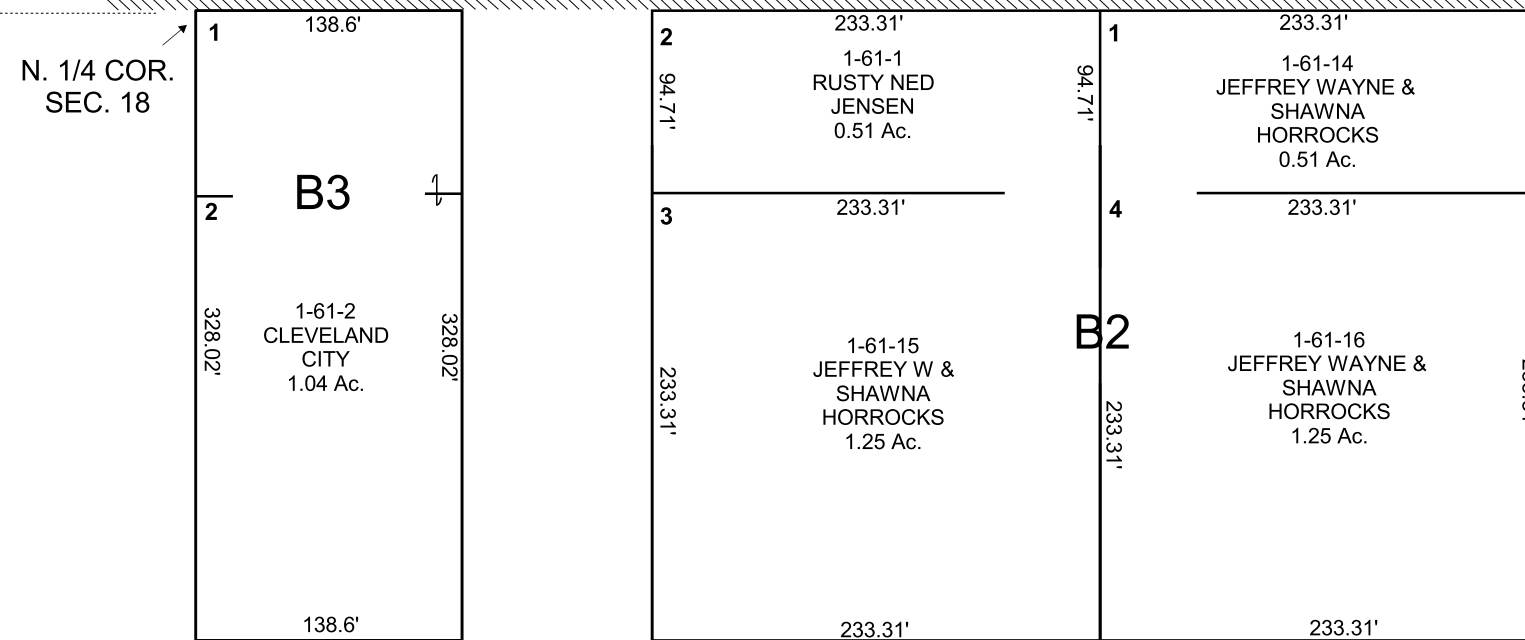 N. 1/4 COR.
SEC. 18
1
138.6'
B3
2
328.02'
1-61-2
CLEVELAND
CITY
1.04 Ac.
328.02'
138.6'
2
233.31'
94.71'
1-61-1
RUSTY NED
JENSEN
0.51 Ac.
94.71'
1
233.31'
1-61-14
JEFFREY WAYNE &
SHAWNA
HORROCKS
0.51 Ac.
3
233.31'
233.31'
1-61-15
JEFFREY W &
SHAWNA
HORROCKS
1.25 Ac.
233.31'
B2
4
233.31'
233.31'
1-61-16
JEFFREY WAYNE &
SHAWNA
HORROCKS
1.25 Ac.
233.31'